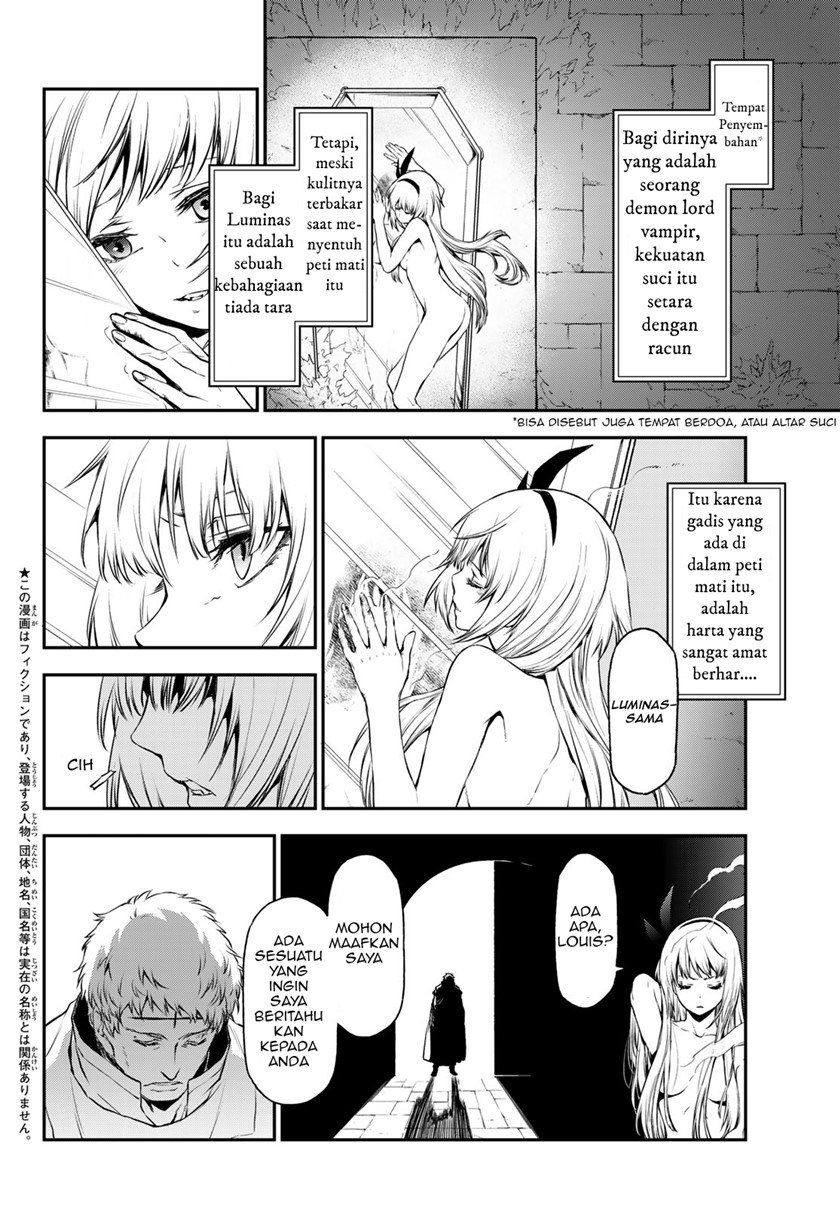 "Tempat
Penyem-
bahan"
Bagi dirinya
yang adalah
seorang
demon lord
vampir,
kekuatan
suci itu
setara
dengan
racun
Tetapi,
meski
kulitnya
terbakar
saat me-
nyentuh
peti mati
itu
Bagi
Luminas
itu adalah
sebuah
kebahagiaan
tiada tara
*BISA DISEBUT JUGA TEMPAT BERDOA, ATAU ALTAR SUCI
Itu karena
gadis yang
ada di
dalam peti
mati itu,
adalah
harta yang
sangat amat
berhar....
LUMINAS-
SAMA
CIH
ADA
APA,
LOUIS?
MOHON
MAAFKAN
SAYA
ADA
SESUATU
YANG
INGIN
SAYA
BERITAHU
KAN
KEPADA
ANDA
★この漫画はフィクションであり、登場する人物、団体、地名、国名等は実在の名称とは関係ありません。